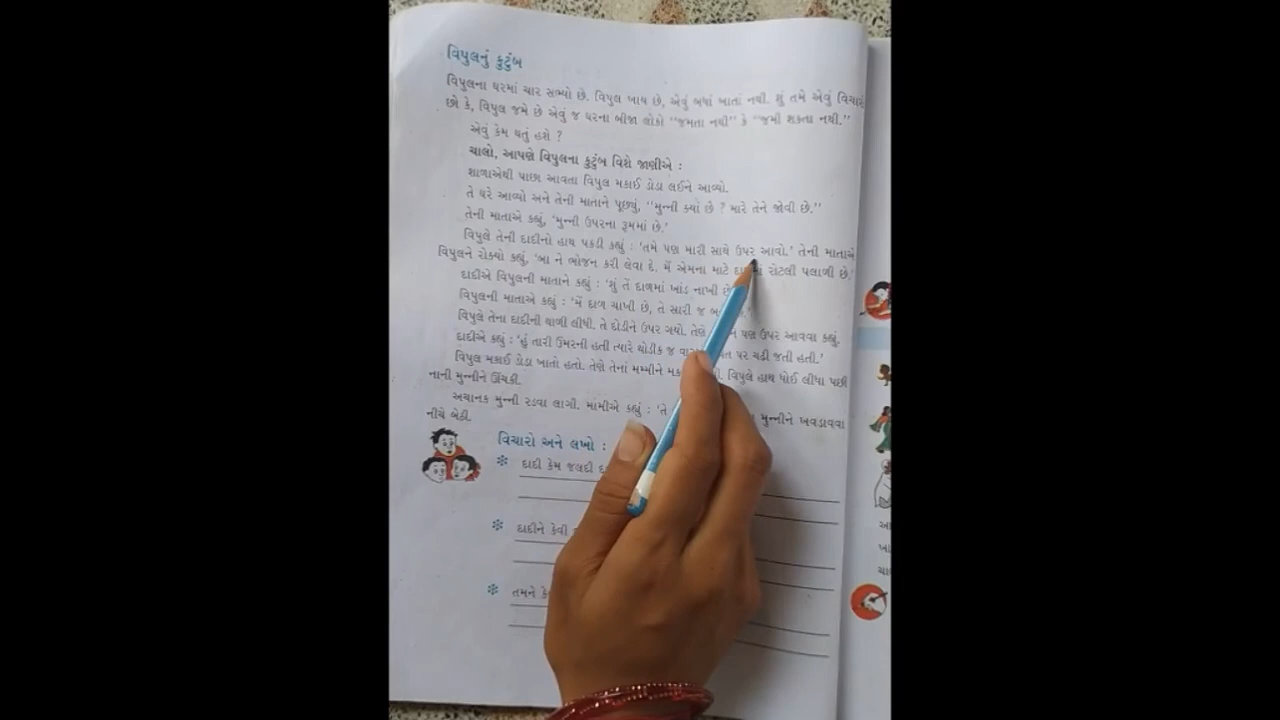 વિપુલનું કુટુંબ
વિપુલના ઘરમાં ચાર સભ્યો છે. વિપુલ ખાય છે, એવું બધાં ખાતાં નથી. શું તમે એવું વિચારો
છો કે, વિપુલ જમે છે એવું જ ઘરના બીજા લોકો “જમતા નથી” કે “જમી શકતા નથી.”
એવું કેમ થતું હશે ?
ચાલો, આપણે વિપુલના કુટુંબ વિશે જાણીએ :
શાળાએથી પાછા આવતા વિપુલ મકાઈ ડોડા લઈને આવ્યો.
તે ઘરે આવ્યો અને તેની માતાને પૂછ્યું, “મુન્ની ક્યાં છે ? મારે તેને જોવી છે.”
તેની માતાએ કહ્યું, ‘મુન્ની ઉપરના રૂમમાં છે.’
વિપુલે તેની દાદીનો હાથ પકડી કહ્યું : ‘તમે પણ મારી સાથે ઉપર આવો.’ તેની માતાએ
વિપુલને રોક્યો કહ્યું, ‘બા ને ભોજન કરી લેવા દે. મેં એમના માટે રોટલી પલાળી છે.’
દાદીએ વિપુલની માતાને કહ્યું : ‘શું તેં દાળમાં ખાંડ નાખી
વિપુલની માતાએ કહ્યું : ‘મેં દાળ ચાખી છે, તે સારી જ
વિપુલે તેના દાદીની થાળી લીધી. તે દોડીને ઉપર ગયો. તેણે પણ ઉપર આવવા કહ્યું.
દાદીએ કહ્યું : ‘હું તારી ઉંમરની હતી ત્યારે થોડીક જ પર ચઢી જતી હતી.’
વિપુલ મકાઈ ડોડા ખાતો હતો. તેણે તેનાં મમ્મીને વિપુલે હાથ ધોઈ લીધા પછી
નાની મુન્નીને ઊંચકી.
અચાનક મુન્ની રડવા લાગી. મામીએ કહ્યું : ‘તે મુન્નીને ખવડાવવા
નીચે બેઠી.
વિચારો અને લખો :
દાદી કેમ જલદી
દાદીને કેવી
તમને